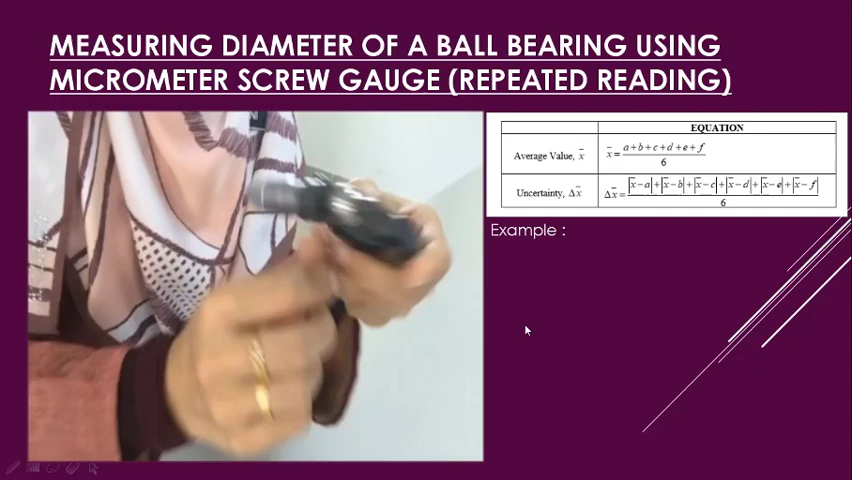 MEASURING DIAMETER OF A BALL BEARING USING
MICROMETER SCREW GAUGE (REPEATED READING)
EQUATION
Average Value, x̄
x̄ = a+b+c+d+e+f / 6
Uncertainty, Δx̄
Δx̄ = |x̄−a|+|x̄−b|+|x̄−c|+|x̄−d|+|x̄−e|+|x̄−f| / 6
Example :